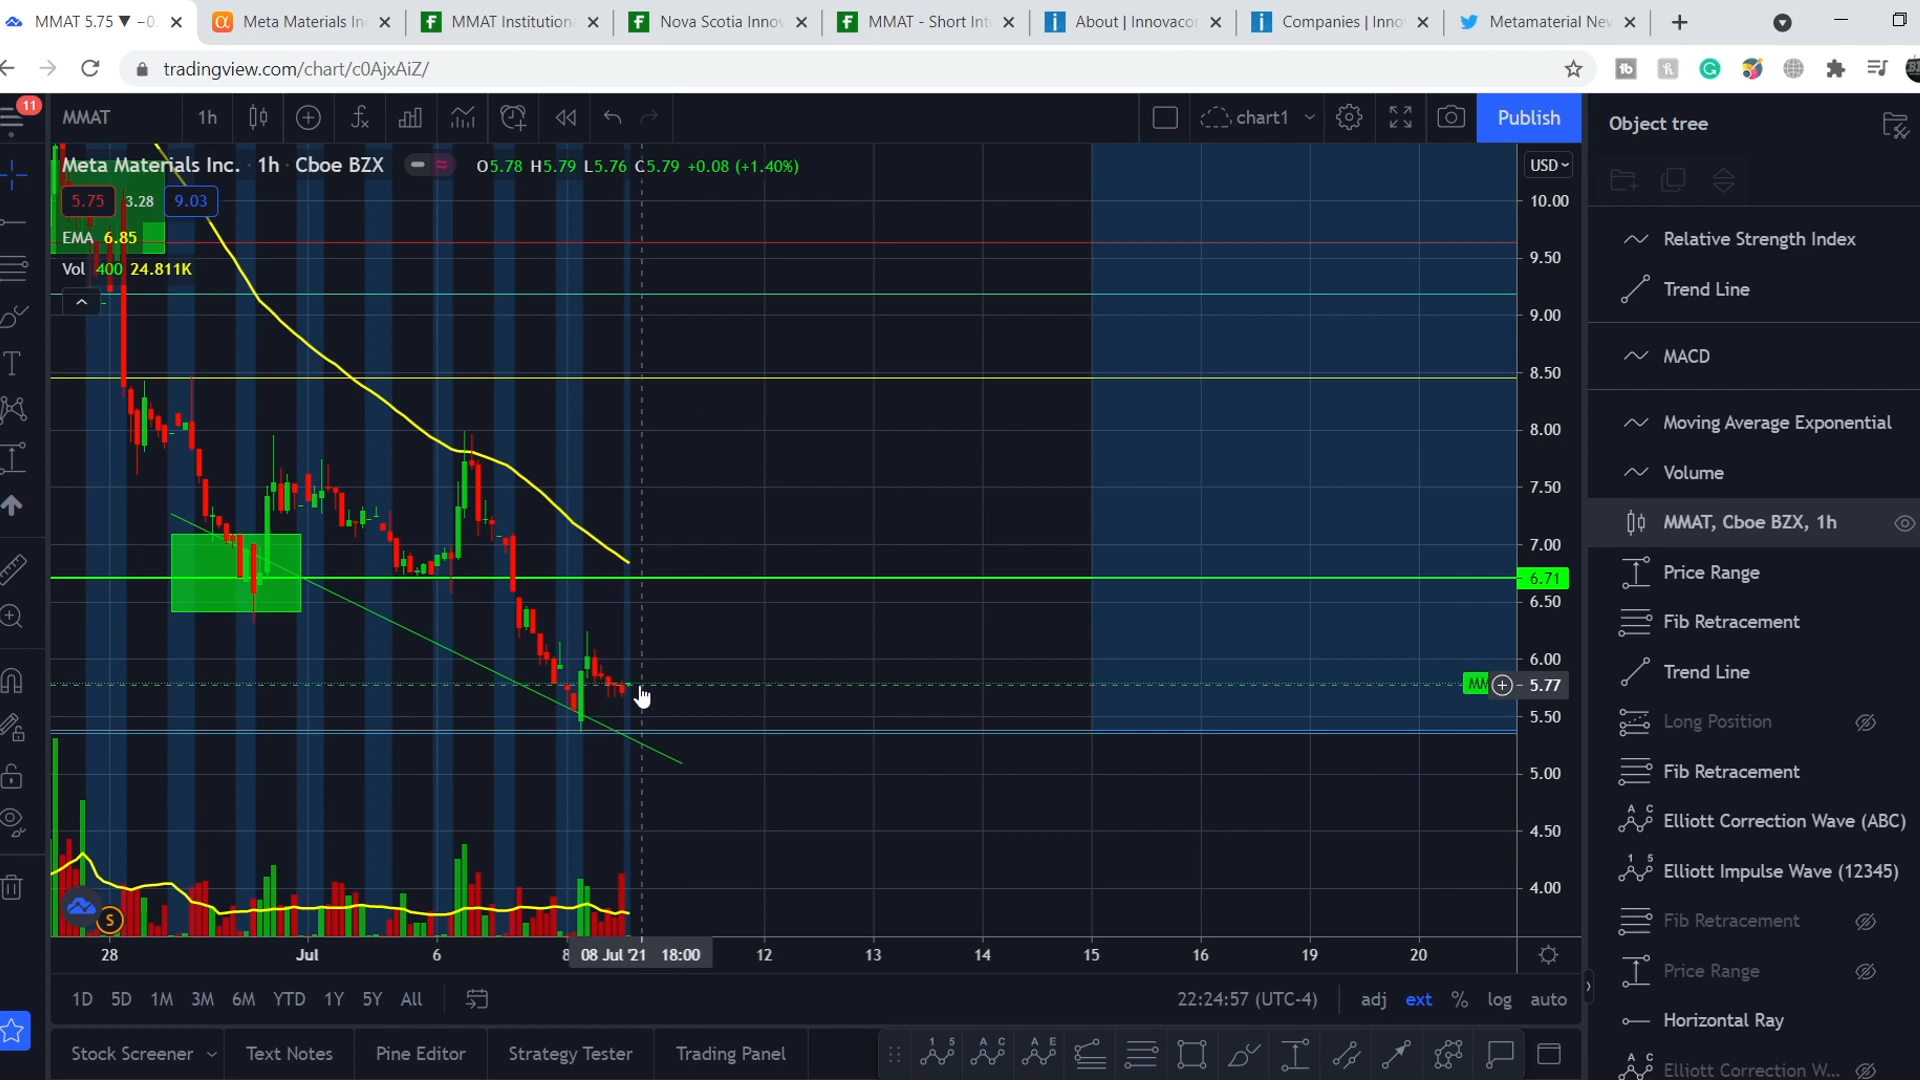 MMAT 5.75 ▼ −0.
Meta Materials In
MMAT Institution
Nova Scotia Innov
MMAT - Short Int
About | Innovacor
Companies | Inno
Metamaterial Ne
tradingview.com/chart/c0AjxAiZ/
11
MMAT
1h
chart1
Publish
Object tree
Meta Materials Inc. · 1h · Cboe BZX
O5.78 H5.79 L5.76 C5.79 +0.08 (+1.40%)
USD
5.75 3.28 9.03
EMA 6.85
Vol 400 24.811K
10.00
9.50
9.00
8.50
8.00
7.50
7.00
6.71
6.50
6.00
MM
5.77
5.50
5.00
4.50
4.00
S
28
Jul
6
8
08 Jul '21 18:00
12
13
14
15
16
19
20
1D 5D 1M 3M 6M YTD 1Y 5Y All
22:24:57 (UTC-4)
adj ext % log auto
Stock Screener
Text Notes
Pine Editor
Strategy Tester
Trading Panel
Relative Strength Index
Trend Line
MACD
Moving Average Exponential
Volume
MMAT, Cboe BZX, 1h
Price Range
Fib Retracement
Trend Line
Long Position
Fib Retracement
Elliott Correction Wave (ABC)
Elliott Impulse Wave (12345)
Fib Retracement
Price Range
Horizontal Ray
Elliott Correction W...